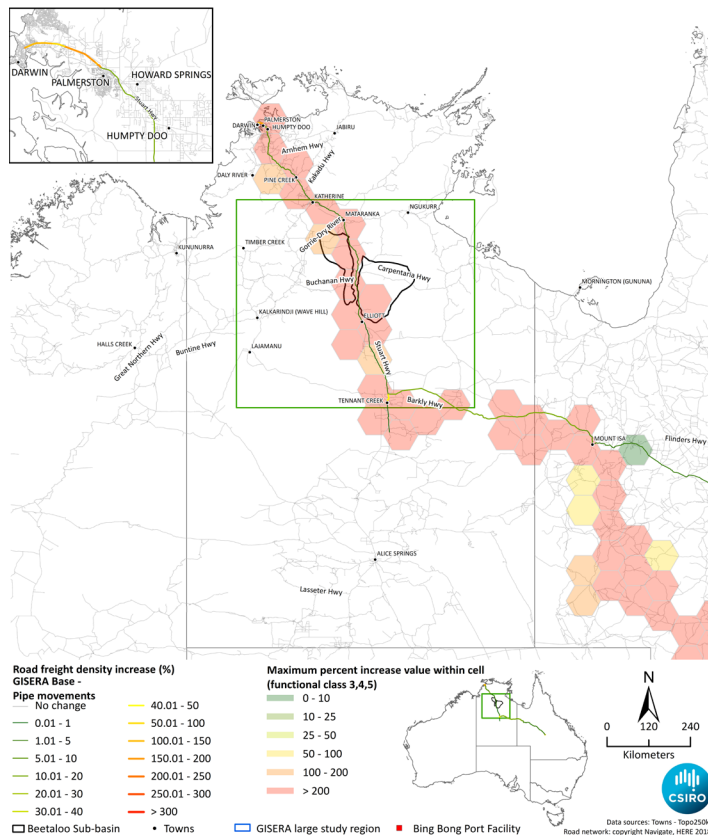 DARWIN
PALMERSTON
HOWARD SPRINGS
Stuart Hwy
HUMPTY DOO
DARWIN
PALMERSTON
HUMPTY DOO
JABIRU
Arnhem Hwy
Kakadu Hwy
DALY RIVER
PINE CREEK
KATHERINE
NGUKURR
MATARANKA
Gorrie-Dry River
KUNUNURRA
TIMBER CREEK
Carpentaria Hwy
Buchanan Hwy
MORNINGTON (GUNUNA)
KALKARINDJI (WAVE HILL)
ELLIOTT
HALLS CREEK
Great Northern Hwy
Buntine Hwy
LAJAMANU
Stuart Hwy
TENNANT CREEK
Barkly Hwy
MOUNT ISA
Flinders Hwy
ALICE SPRINGS
Lasseter Hwy
Road freight density increase (%)
GISERA Base -
Pipe movements
No change
0.01 - 1
1.01 - 5
5.01 - 10
10.01 - 20
20.01 - 30
30.01 - 40
40.01 - 50
50.01 - 100
100.01 - 150
150.01 - 200
200.01 - 250
250.01 - 300
> 300
Maximum percent increase value within cell
(functional class 3,4,5)
0 - 10
10 - 25
25 - 50
50 - 100
100 - 200
> 200
N
0 120 240
Kilometers
CSIRO
Beetaloo Sub-basin
Towns
GISERA large study region
Bing Bong Port Facility
Data sources: Towns - Topo250k
Road network: copyright Navigate, HERE 201